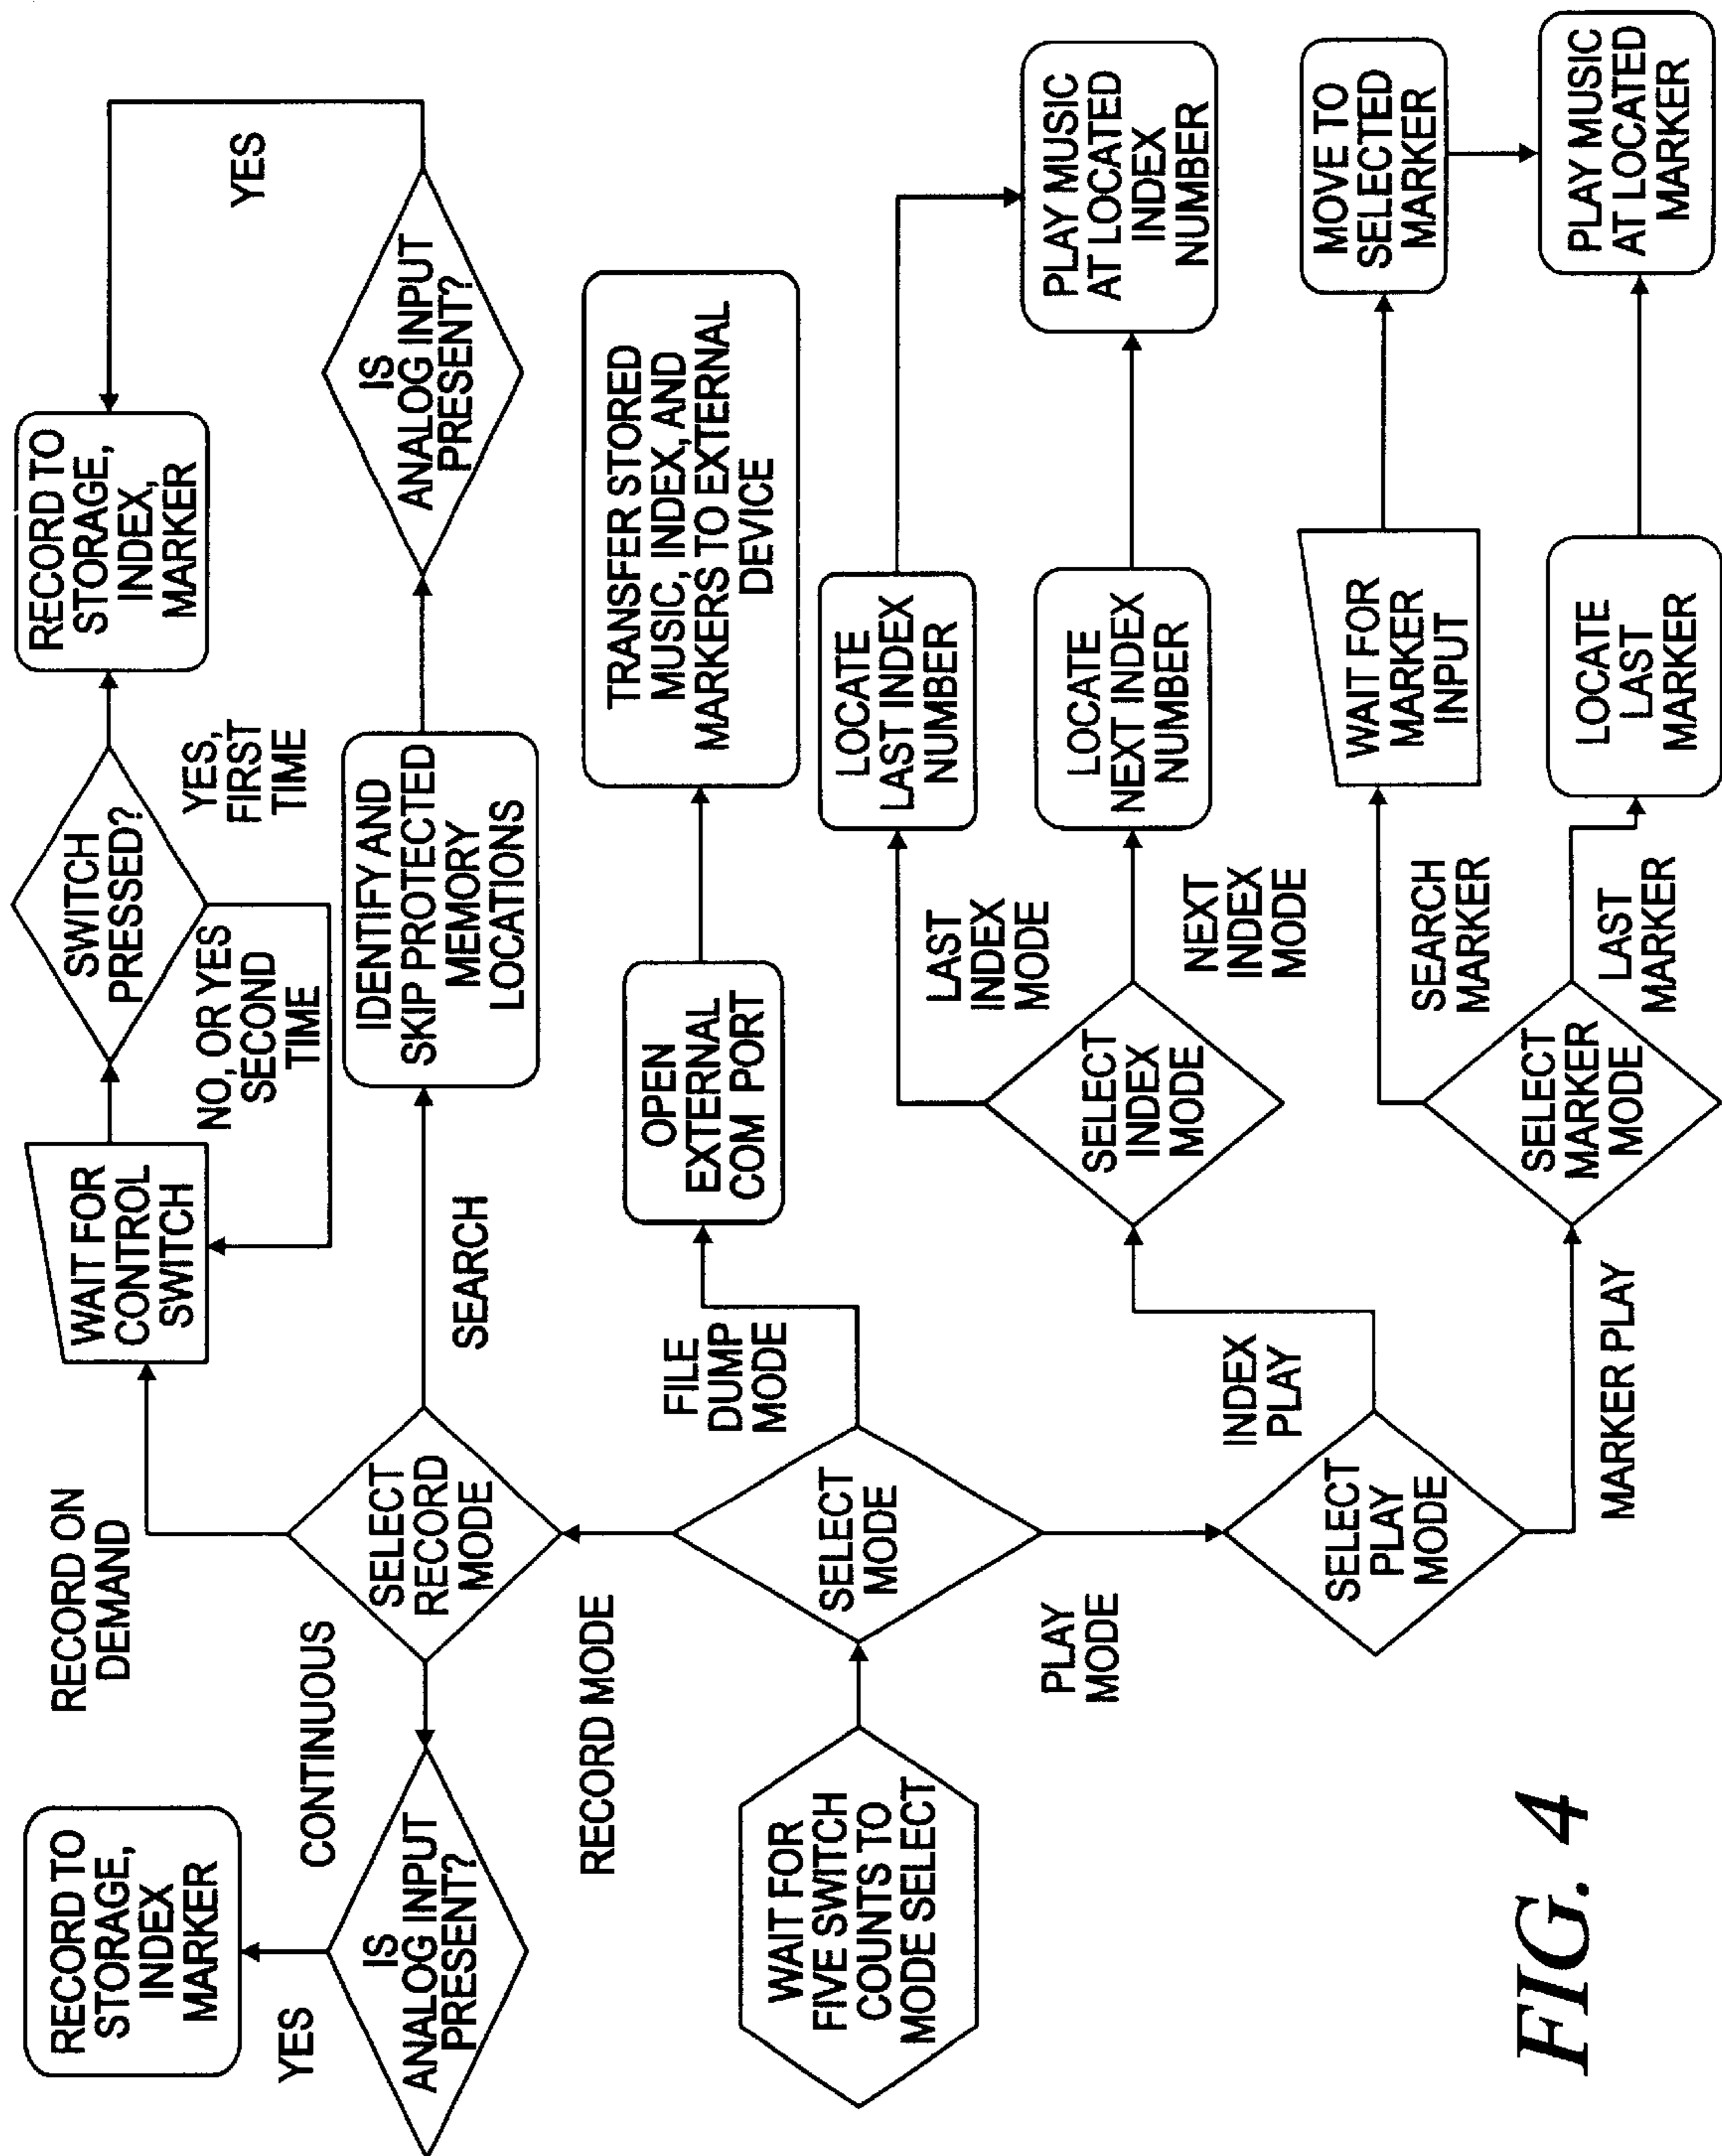 RECORD TO
STORAGE,
INDEX
MARKER
YES
IS
ANALOG INPUT
PRESENT?
CONTINUOUS
RECORD ON
DEMAND
SELECT
RECORD
MODE
WAIT FOR
CONTROL
SWITCH
SWITCH
PRESSED?
NO, OR YES
SECOND
TIME
YES,
FIRST
TIME
RECORD TO
STORAGE,
INDEX,
MARKER
SEARCH
IDENTIFY AND
SKIP PROTECTED
MEMORY
LOCATIONS
IS
ANALOG INPUT
PRESENT?
YES
RECORD MODE
WAIT FOR
FIVE SWITCH
COUNTS TO
MODE SELECT
SELECT
MODE
FILE
DUMP
MODE
OPEN
EXTERNAL
COM PORT
TRANSFER STORED
MUSIC, INDEX, AND
MARKERS TO EXTERNAL
DEVICE
PLAY
MODE
SELECT
PLAY
MODE
INDEX
PLAY
SELECT
INDEX
MODE
LAST
INDEX
MODE
LOCATE
LAST INDEX
NUMBER
NEXT
INDEX
MODE
LOCATE
NEXT INDEX
NUMBER
PLAY MUSIC
AT LOCATED
INDEX
NUMBER
MARKER PLAY
SELECT
MARKER
MODE
SEARCH
MARKER
WAIT FOR
MARKER
INPUT
MOVE TO
SELECTED
MARKER
LAST
MARKER
LOCATE
LAST
MARKER
PLAY MUSIC
AT LOCATED
MARKER
FIG. 4